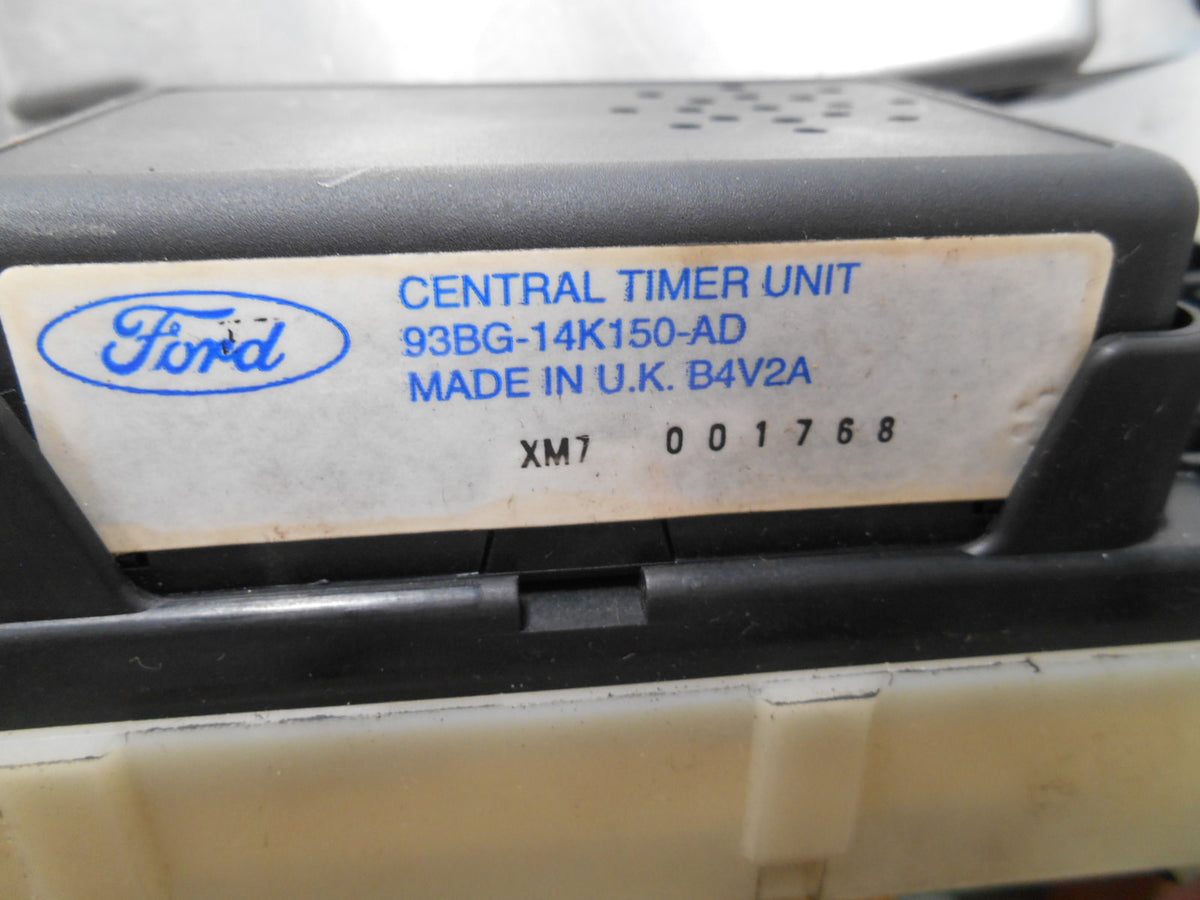 Ford
CENTRAL TIMER UNIT
93BG-14K150-AD
MADE IN U.K. B4V2A
XM7 001768